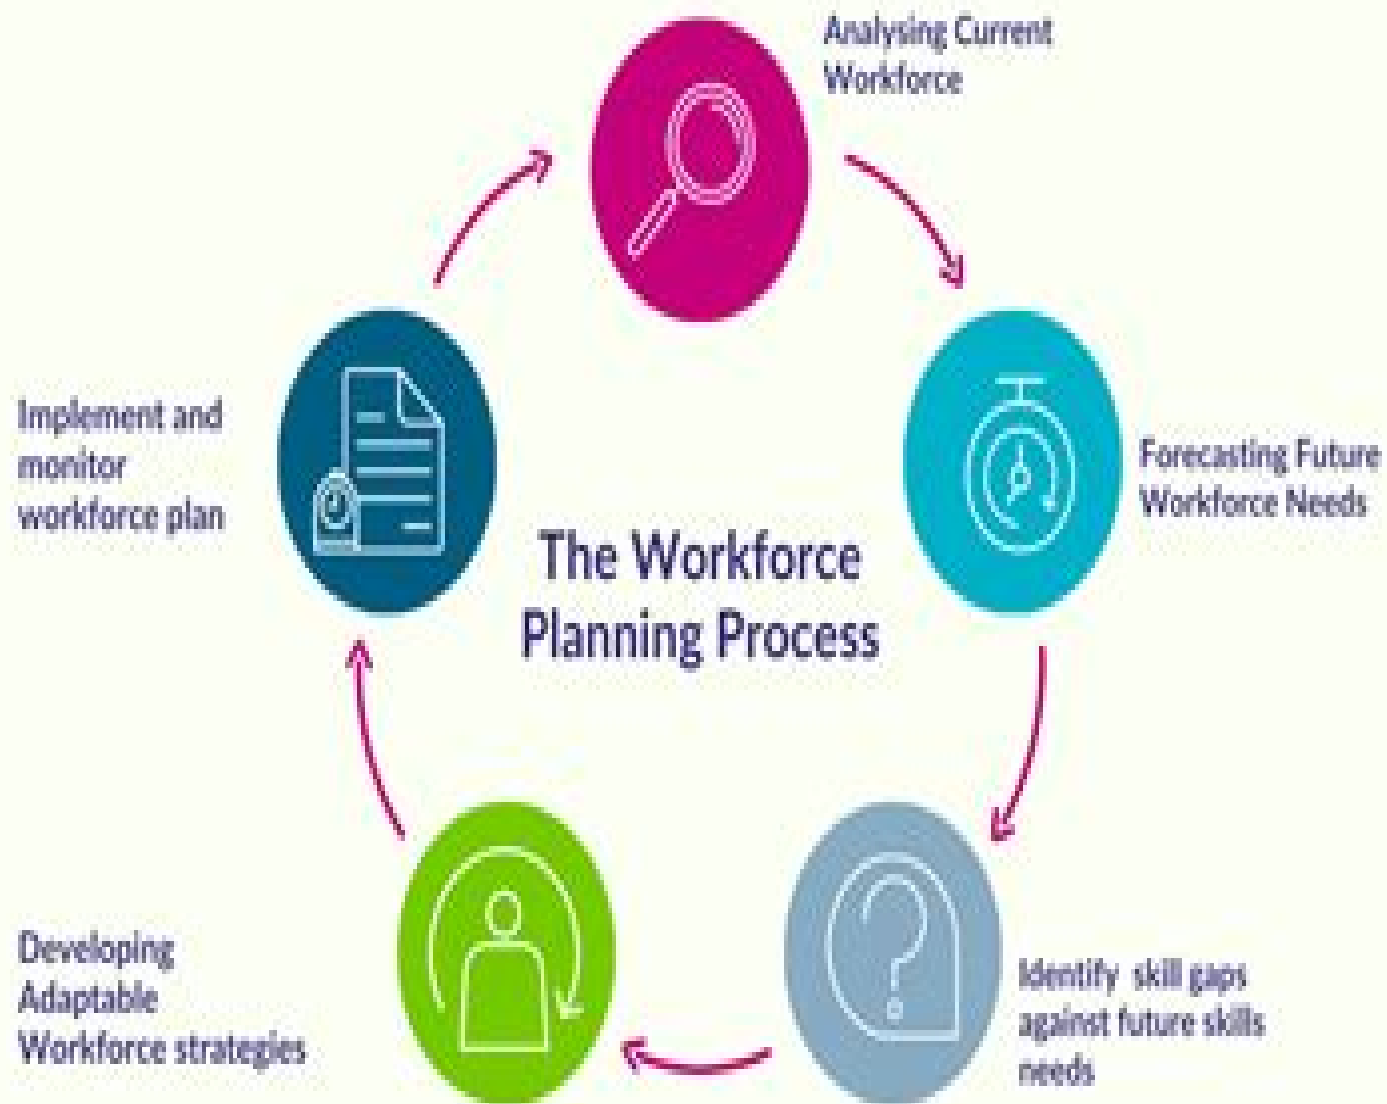 Analysing Current
Workforce
Forecasting Future
Workforce Needs
Identify skill gaps
against future skills
needs
Developing
Adaptable
Workforce strategies
Implement and
monitor
workforce plan
The Workforce
Planning Process